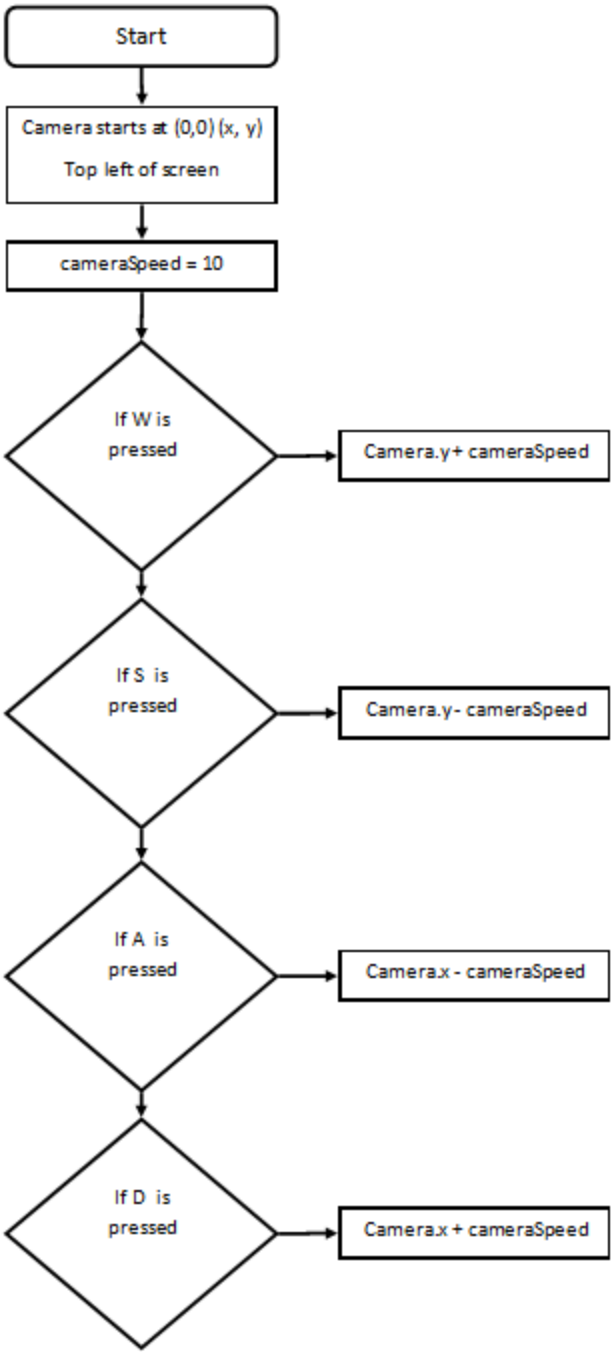 Start
Camera starts at (0,0) (x, y)
Top left of screen
cameraSpeed = 10
If W is
pressed
Camera.y + cameraSpeed
If S is
pressed
Camera.y - cameraSpeed
If A is
pressed
Camera.x - cameraSpeed
If D is
pressed
Camera.x + cameraSpeed